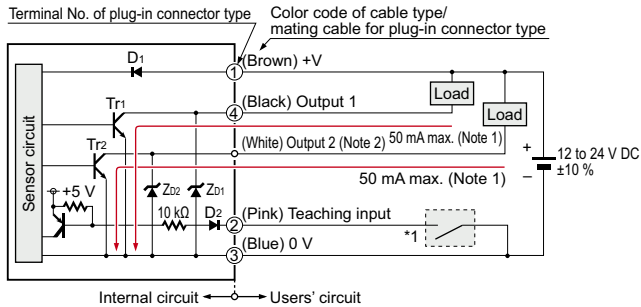 Terminal No. of plug-in connector type
Color code of cable type/
mating cable for plug-in connector type
D1
1
(Brown) +V
Tr1
4
(Black) Output 1
Load
Load
Sensor circuit
Tr2
(White) Output 2 (Note 2)
50 mA max. (Note 1)
+
12 to 24 V DC
±10 %
–
50 mA max. (Note 1)
+5 V
ZD2
ZD1
10 kΩ
D2
2
(Pink) Teaching input
*1
3
(Blue) 0 V
Internal circuit
Users' circuit